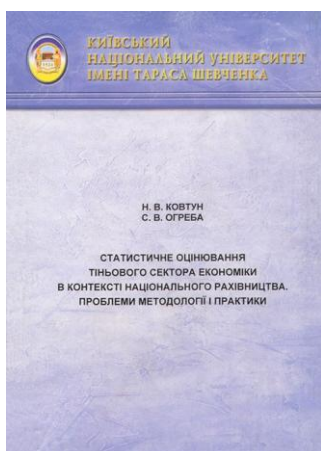 КИЇВСЬКИЙ
НАЦІОНАЛЬНИЙ УНІВЕРСИТЕТ
ІМЕНІ ТАРАСА ШЕВЧЕНКА
Н. В. КОВТУН
С. В. ОГРЕБА
СТАТИСТИЧНЕ ОЦІНЮВАННЯ
ТІНЬОВОГО СЕКТОРА ЕКОНОМІКИ
В КОНТЕКСТІ НАЦІОНАЛЬНОГО РАХІВНИЦТВА.
ПРОБЛЕМИ МЕТОДОЛОГІЇ І ПРАКТИКИ